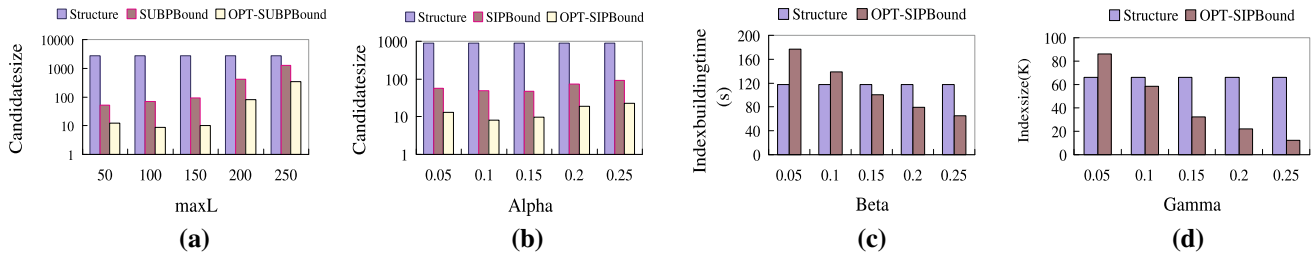 Structure SUBPBound OPT-SUBPBound
Candidatesize
10000
1000
100
10
1
50 100 150 200 250
maxL
(a)
Structure SIPBound OPT-SIPBound
Candidatesize
1000
100
10
1
0.05 0.1 0.15 0.2 0.25
Alpha
(b)
Structure OPT-SIPBound
Indexbuildingtime
(s)
200
160
120
80
40
0
0.05 0.1 0.15 0.2 0.25
Beta
(c)
Structure OPT-SIPBound
Indexsize(K)
100
80
60
40
20
0
0.05 0.1 0.15 0.2 0.25
Gamma
(d)